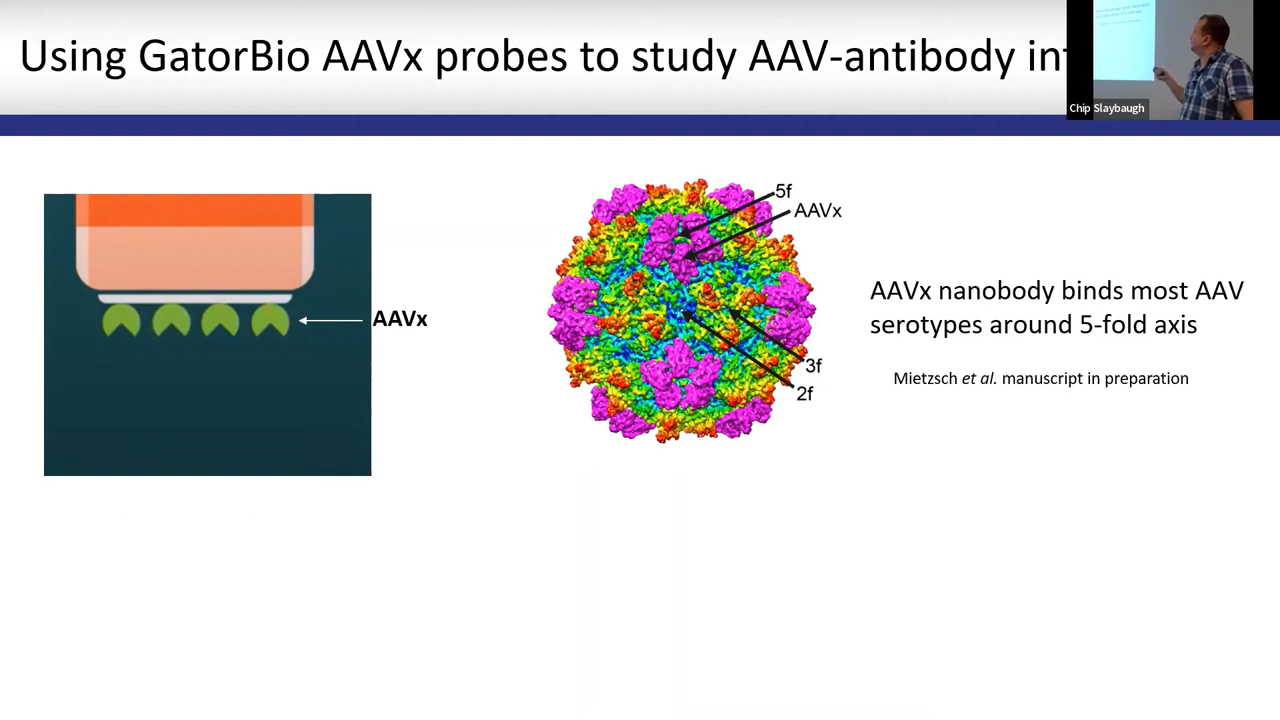 Using GatorBio AAVx probes to study AAV-antibody in
Chip Slaybaugh
5f
AAVx
AAVx
AAVx nanobody binds most AAV
serotypes around 5-fold axis
3f
2f
Mietzsch et al. manuscript in preparation